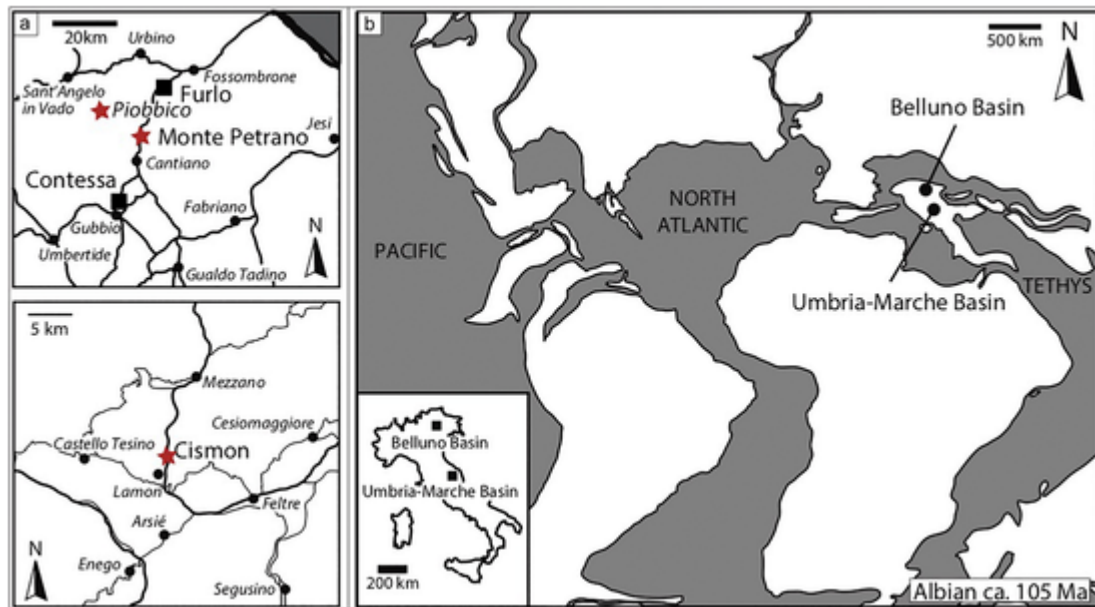 a
20km
Urbino
Fossombrone
Sant'Angelo
in Vado
Furlo
Piobbico
Monte Petrano
Jesi
Cantiano
Contessa
Fabriano
Gubbio
Umbertide
N
Gualdo Tadino
5 km
Mezzano
Cesiomaggiore
Castello Tesino
Cismon
Lamon
Feltre
Arsié
N
Enego
Segusino
b
500 km
N
Belluno Basin
NORTH
ATLANTIC
PACIFIC
TETHYS
Umbria-Marche Basin
Belluno Basin
Umbria-Marche Basin
200 km
Albian ca. 105 Ma